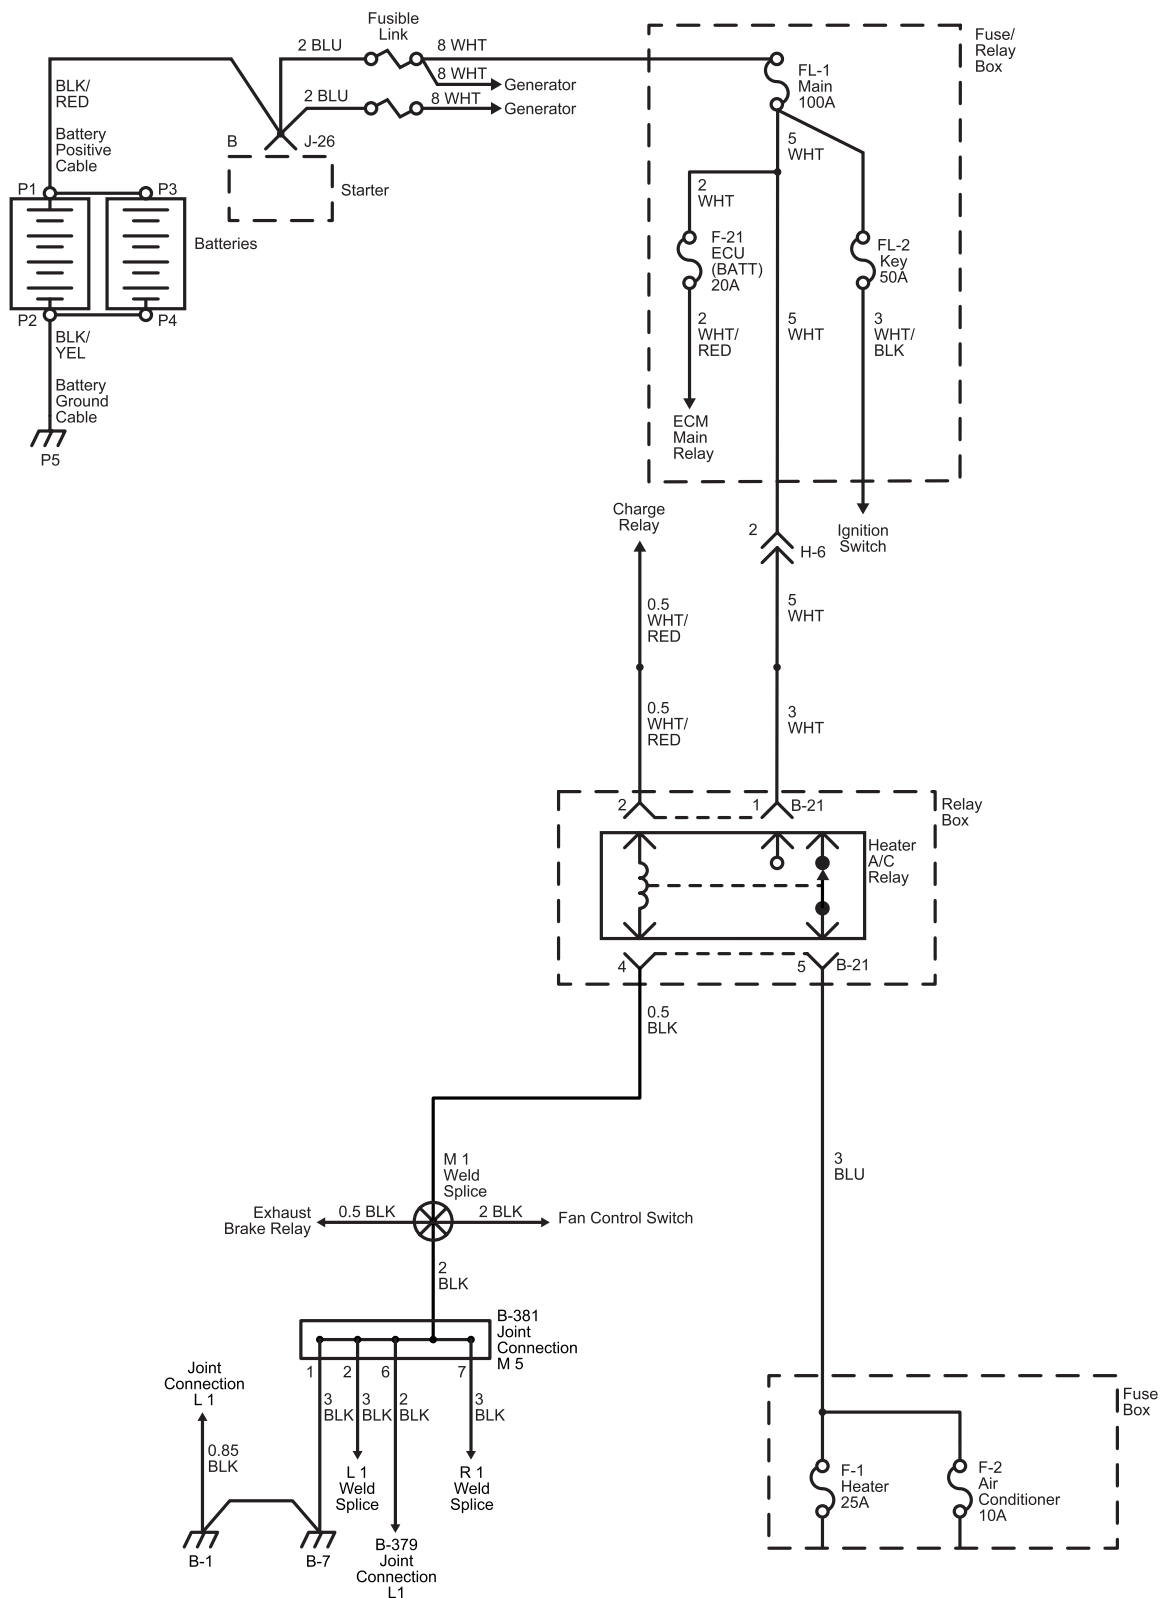 Fusible
Link
2 BLU
8 WHT
8 WHT
Generator
2 BLU
8 WHT
Generator
BLK/
RED
Battery
Positive
Cable
B
J-26
Starter
P1
P3
Batteries
P2
P4
BLK/
YEL
Battery
Ground
Cable
P5
Fuse/
Relay
Box
FL-1
Main
100A
5
WHT
2
WHT
F-21
ECU
(BATT)
20A
FL-2
Key
50A
2
WHT/
RED
5
WHT
3
WHT/
BLK
ECM
Main
Relay
Charge
Relay
2
H-6
Ignition
Switch
0.5
WHT/
RED
5
WHT
0.5
WHT/
RED
3
WHT
2
1
B-21
Relay
Box
Heater
A/C
Relay
4
5
B-21
0.5
BLK
3
BLU
M 1
Weld
Splice
Exhaust
Brake Relay
0.5 BLK
2 BLK
Fan Control Switch
2
BLK
B-381
Joint
Connection
M 5
1
2
6
7
Joint
Connection
L 1
3
BLK
3
BLK
2
BLK
3
BLK
0.85
BLK
L 1
Weld
Splice
R 1
Weld
Splice
B-1
B-7
B-379
Joint
Connection
L1
Fuse
Box
F-1
Heater
25A
F-2
Air
Conditioner
10A